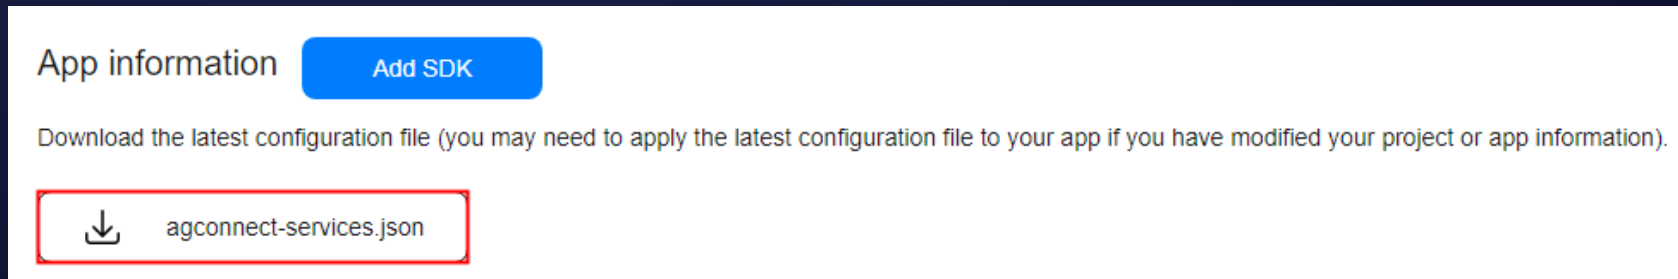 App information
Add SDK
Download the latest configuration file (you may need to apply the latest configuration file to your app if you have modified your project or app information).
agconnect-services.json